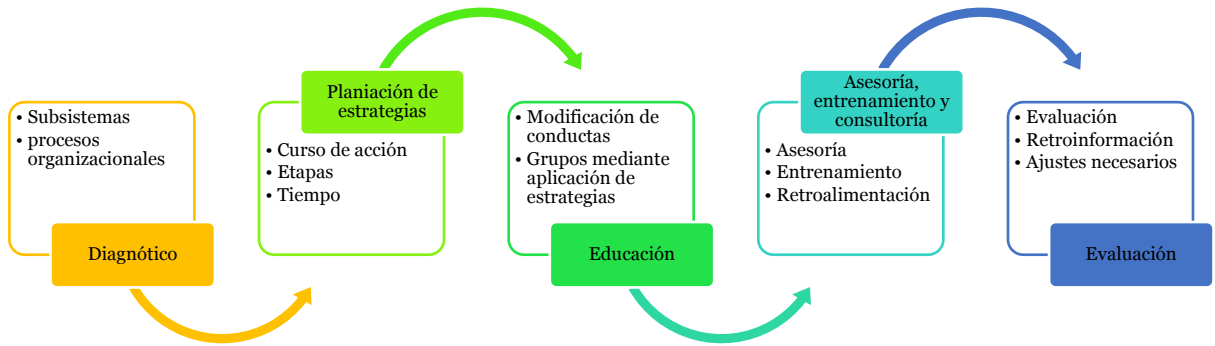 • Subsistemas
• procesos
organizacionales
Diagnótico
Planiación de
estrategias
• Curso de acción
• Etapas
• Tiempo
• Modificación de
conductas
• Grupos mediante
aplicación de
estrategias
Educación
Asesoría,
entrenamiento y
consultoría
• Asesoría
• Entrenamiento
• Retroalimentación
• Evaluación
• Retroinformación
• Ajustes necesarios
Evaluación